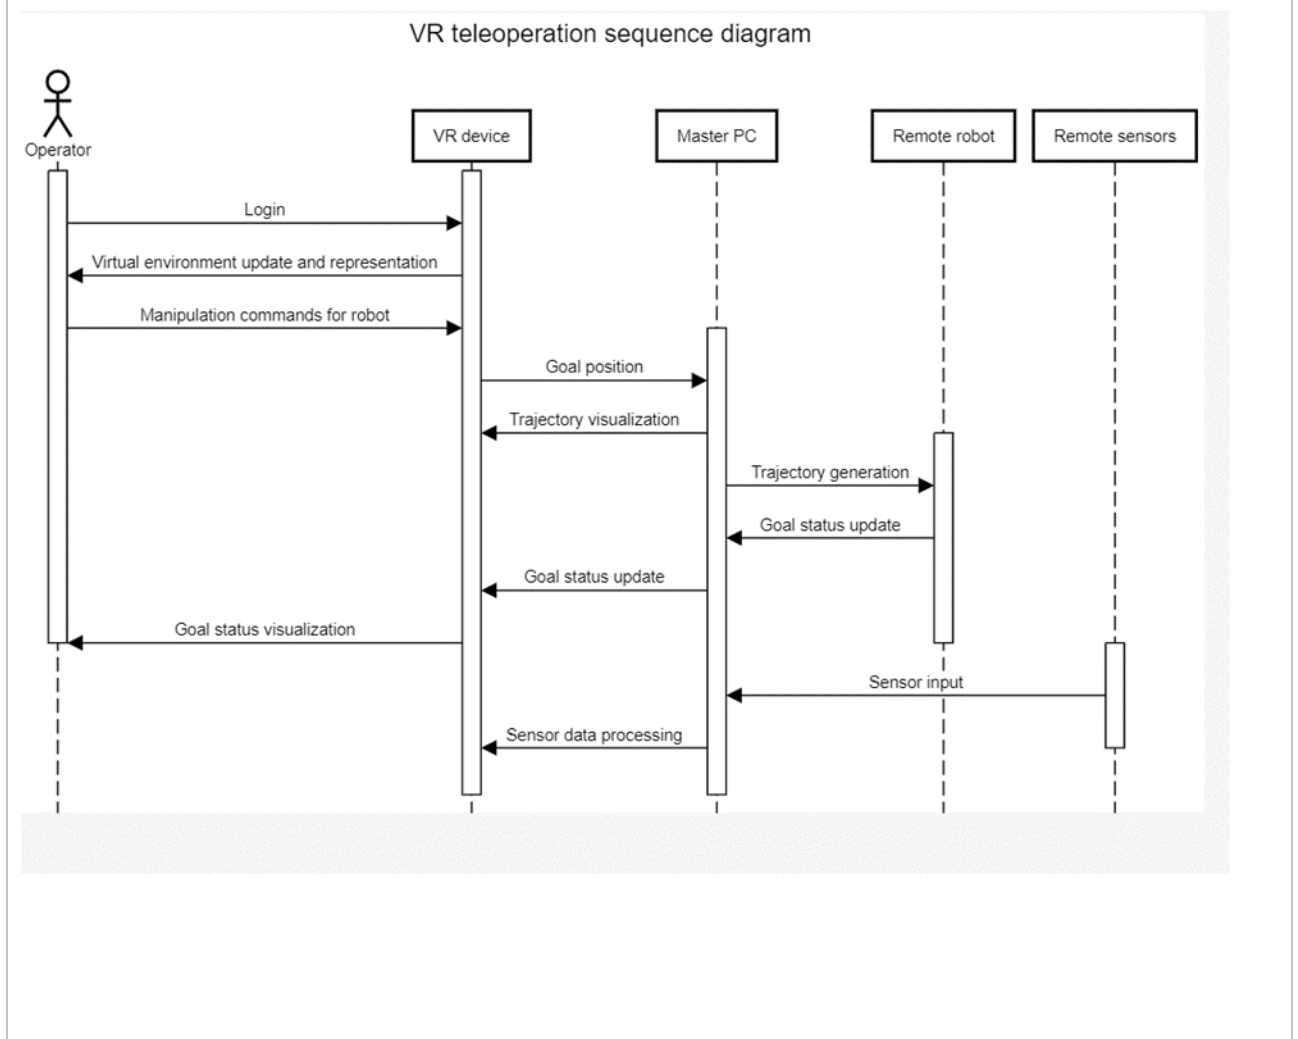 VR teleoperation sequence diagram
Operator
VR device
Master PC
Remote robot
Remote sensors
Login
Virtual environment update and representation
Manipulation commands for robot
Goal position
Trajectory visualization
Trajectory generation
Goal status update
Goal status update
Goal status visualization
Sensor input
Sensor data processing